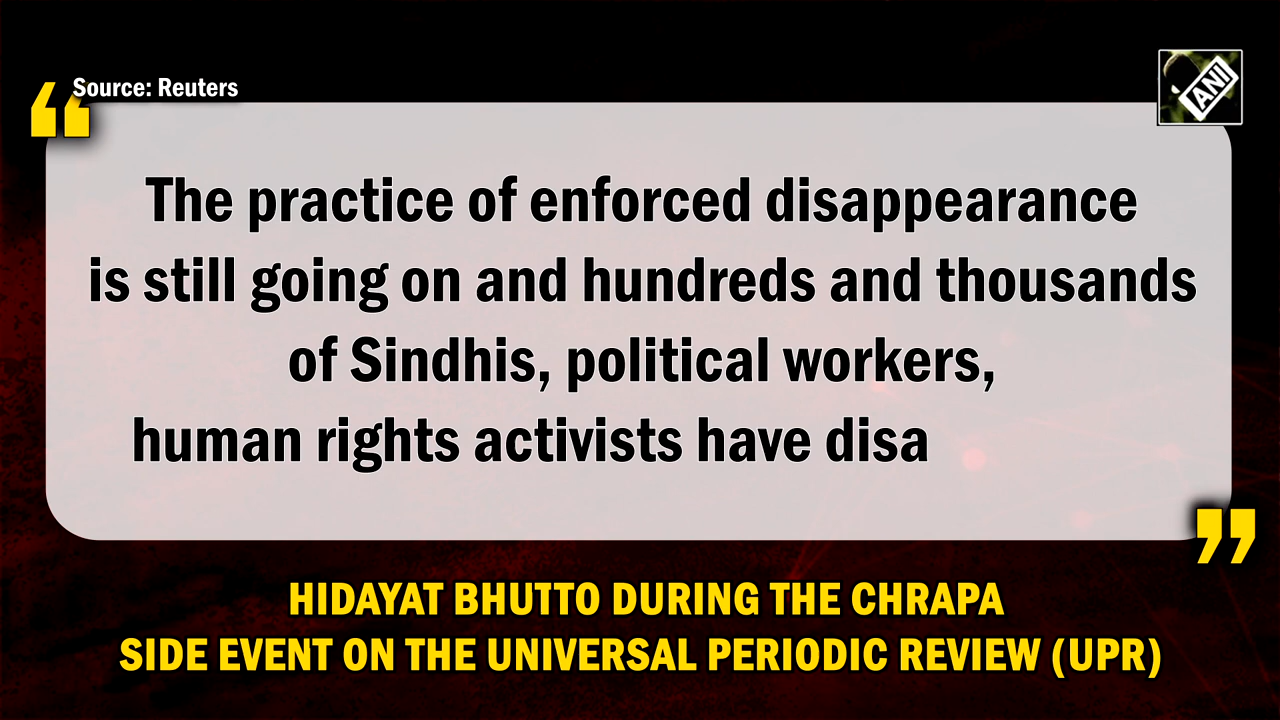 Source: Reuters
ANI
“
The practice of enforced disappearance
is still going on and hundreds and thousands
of Sindhis, political workers,
human rights activists have disa
”
HIDAYAT BHUTTO DURING THE CHRAPA
SIDE EVENT ON THE UNIVERSAL PERIODIC REVIEW (UPR)